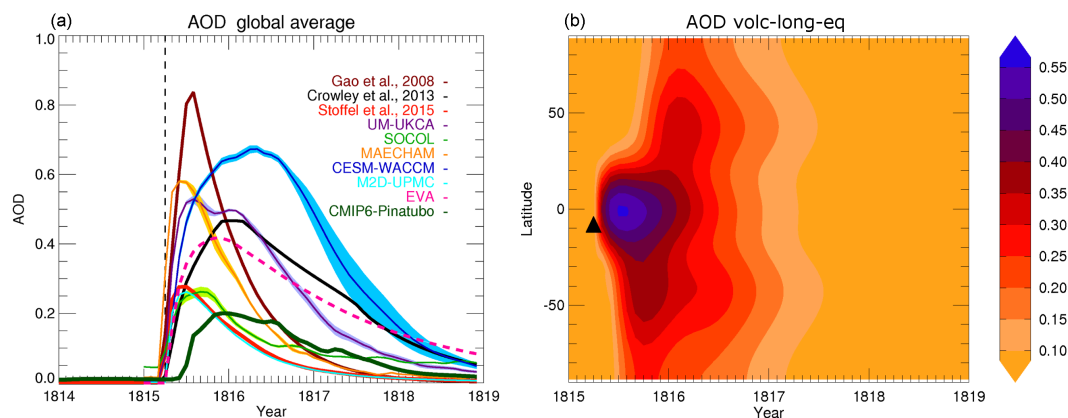 (a)
AOD global average
1.0
0.8
0.6
0.4
0.2
0.0
AOD
Gao et al., 2008 -
Crowley et al., 2013 -
Stoffel et al., 2015 -
UM-UKCA -
SOCOL -
MAECHAM -
CESM-WACCM -
M2D-UPMC -
EVA -
CMIP6-Pinatubo -
1814 1815 1816 1817 1818 1819
Year
(b)
AOD volc-long-eq
50
0
-50
Latitude
1815 1816 1817 1818 1819
Year
0.55
0.50
0.45
0.40
0.35
0.30
0.25
0.20
0.15
0.10